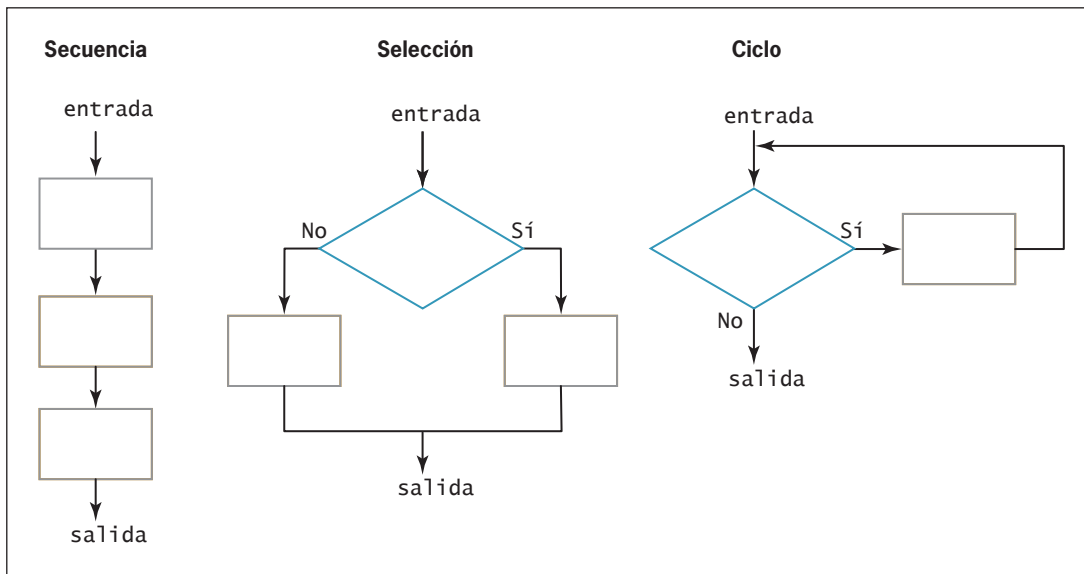 Secuencia
entrada
salida
Selección
entrada
No
Sí
salida
Ciclo
entrada
Sí
No
salida